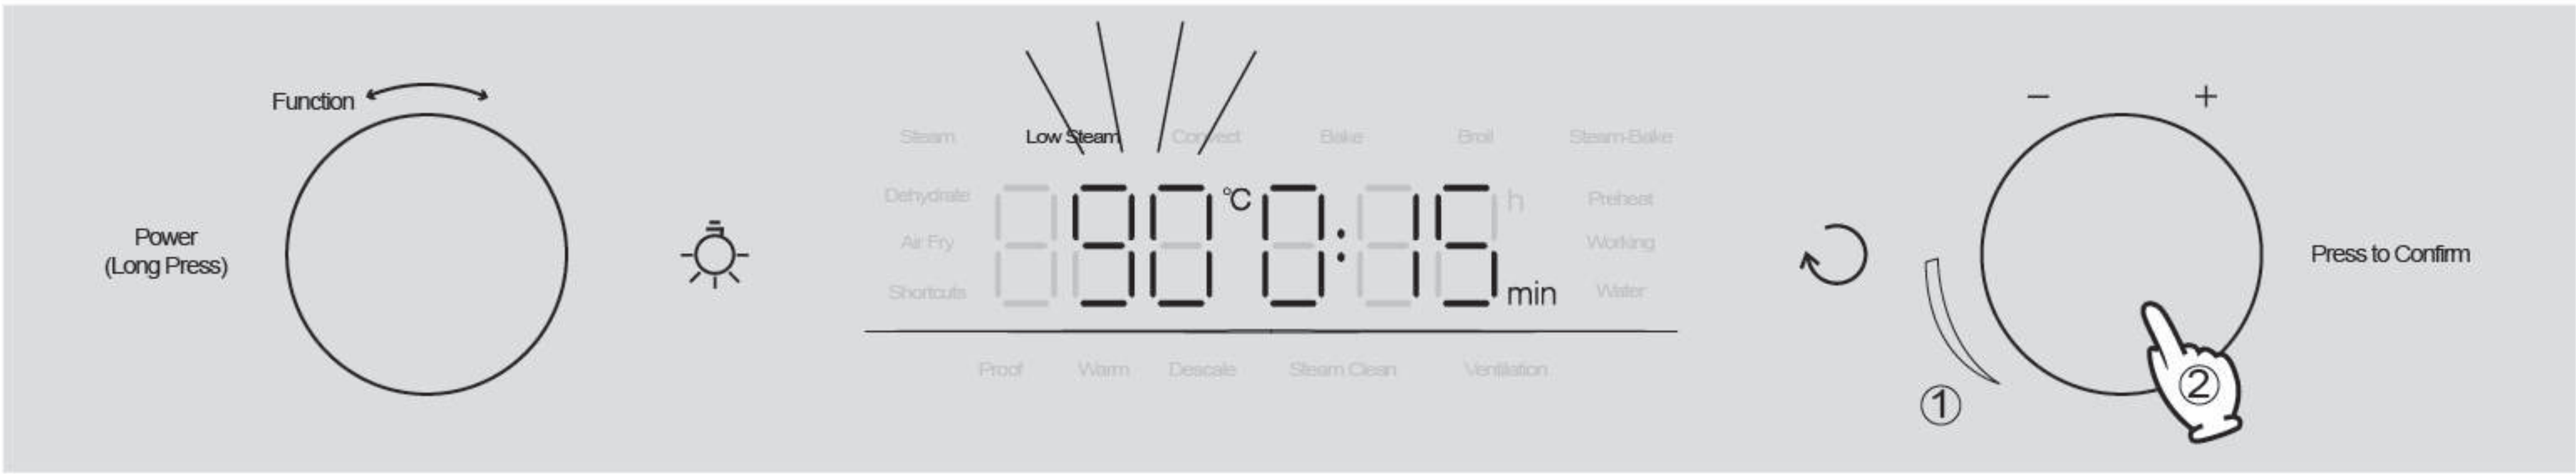 Function
Power
(Long Press)
Steam Low Steam Convect Bake Broil Steam-Bake
Dehydrate
Air Fry
Shortcuts
90 °C 0:15 h
min
Preheat
Working
Water
Proof Warm Descale Steam Clean Ventilation
− +
Press to Confirm
①
②